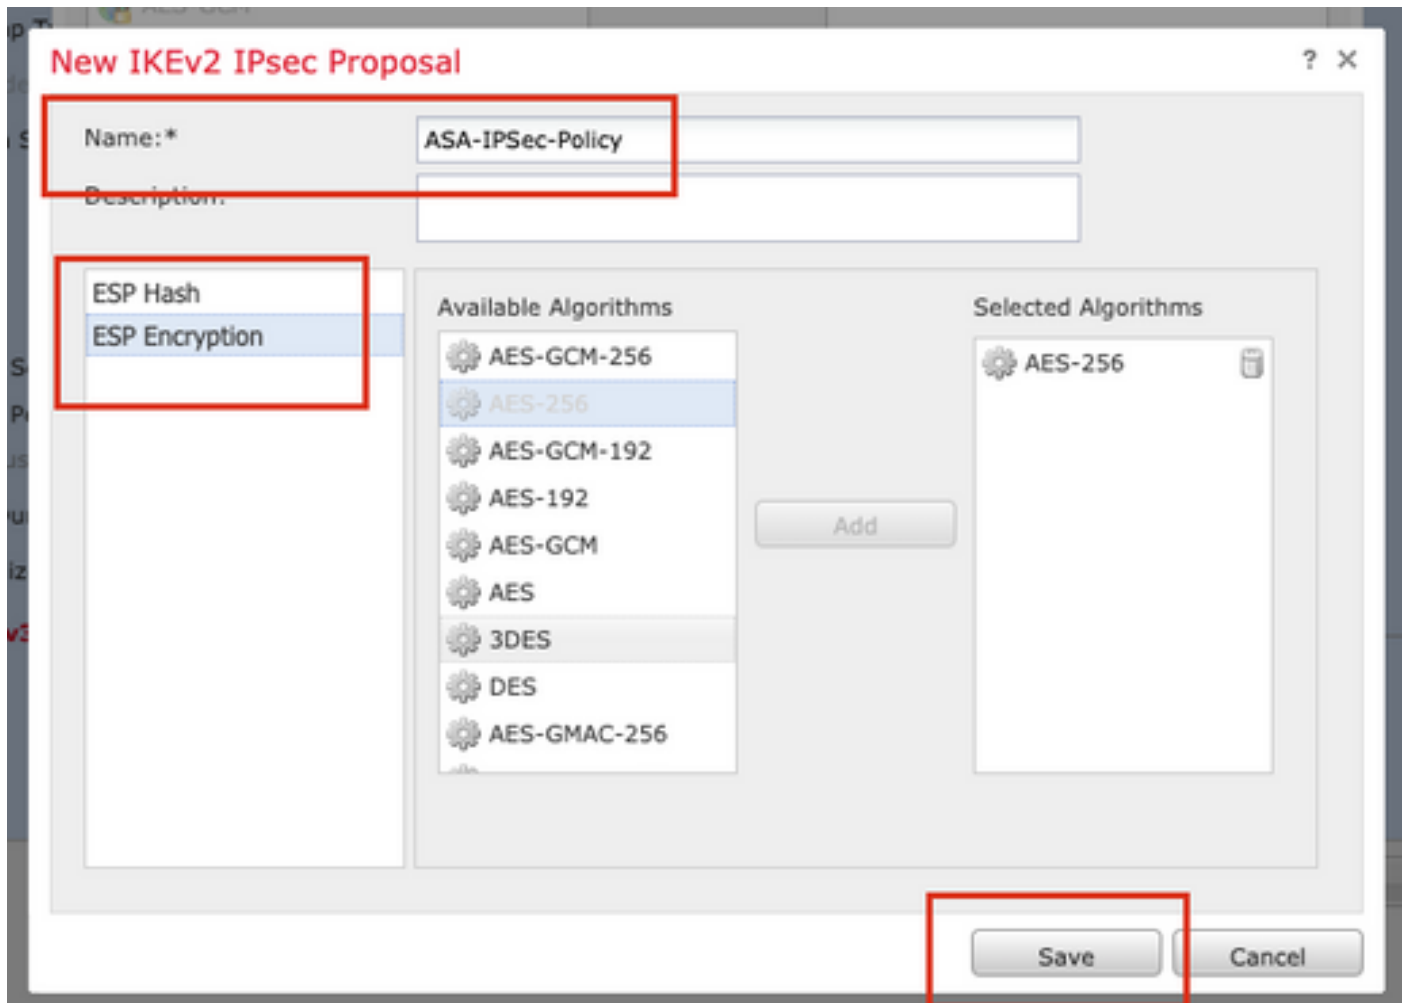 AES-GCM
New IKEv2 IPsec Proposal ? ×
Name:* ASA-IPSec-Policy
Description:
ESP Hash
ESP Encryption
Available Algorithms
AES-GCM-256
AES-256
AES-GCM-192
AES-192
AES-GCM
AES
3DES
DES
AES-GMAC-256
Add
Selected Algorithms
AES-256
Save
Cancel